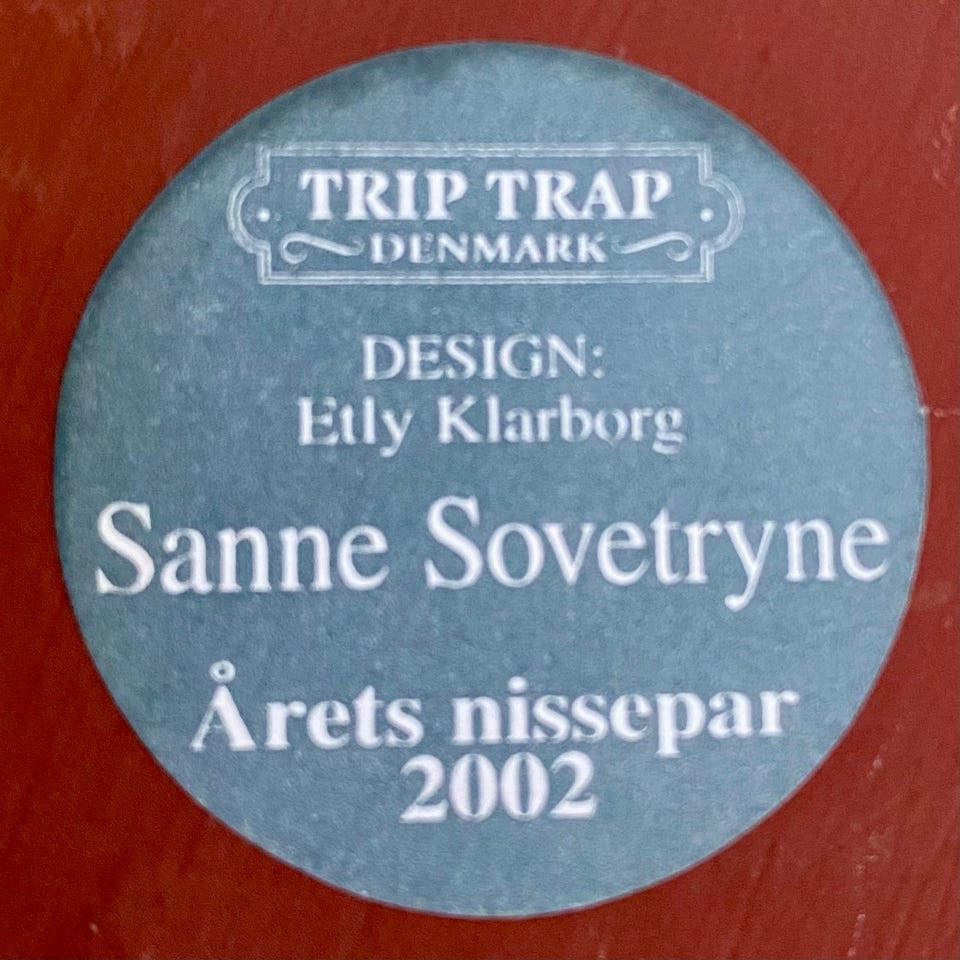 TRIP TRAP
DENMARK
DESIGN:
Etly Klarborg
Sanne Sovetryne
Årets nissepar
2002